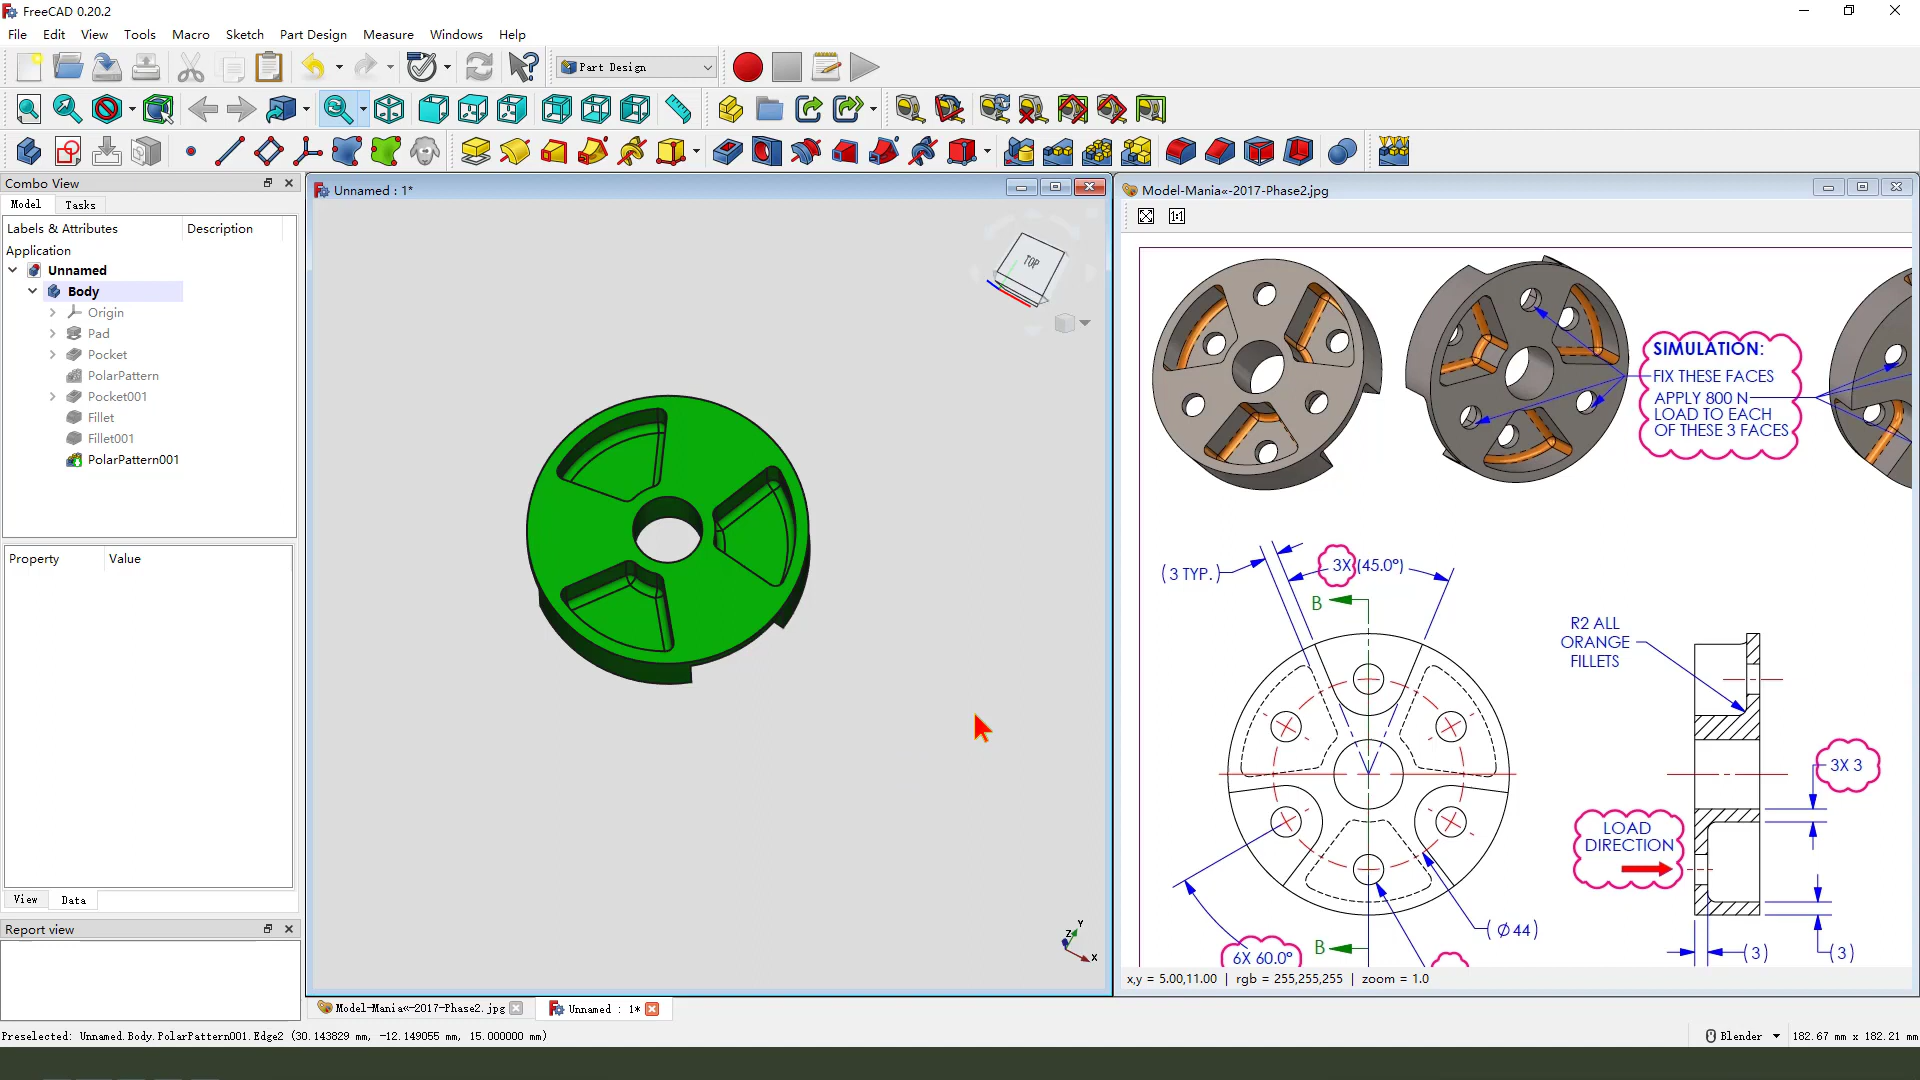 FreeCAD 0.20.2
File Edit View Tools Macro Sketch Part Design Measure Windows Help
Part Design
Combo View
Model Tasks
Labels & Attributes Description
Application
Unnamed
Body
Origin
Pad
Pocket
PolarPattern
Pocket001
Fillet
Fillet001
PolarPattern001
Property Value
View Data
Report view
Unnamed : 1*
TOP
Z Y X
Model-Mania«-2017-Phase2.jpg
1:1
SIMULATION:
FIX THESE FACES
APPLY 800 N
LOAD TO EACH
OF THESE 3 FACES
(3 TYP.)
3X (45.0°)
B
R2 ALL
ORANGE
FILLETS
3X 3
LOAD
DIRECTION
(Ø44)
6X 60.0°
B
(3)
(3)
x,y = 5.00,11.00 | rgb = 255,255,255 | zoom = 1.0
Model-Mania«-2017-Phase2.jpg
Unnamed : 1*
Preselected: Unnamed.Body.PolarPattern001.Edge2 (30.143829 mm, -12.149055 mm, 15.000000 mm)
Blender
182.67 mm x 182.21 mm